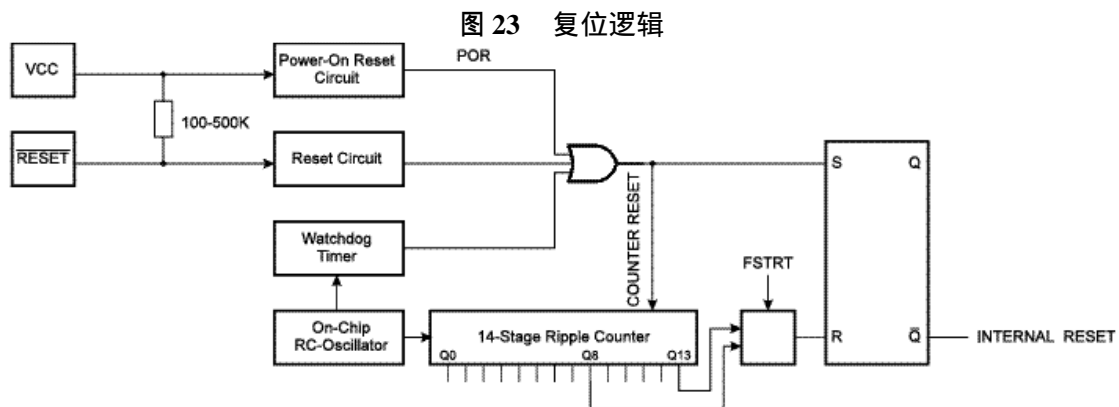 图 23 复位逻辑
VCC
Power-On Reset
Circuit
POR
100-500K
RESET
Reset Circuit
COUNTER RESET
S
Q
Watchdog
Timer
FSTRT
On-Chip
RC-Oscillator
14-Stage Ripple Counter
Q0
Q8
Q13
R
Q
INTERNAL RESET